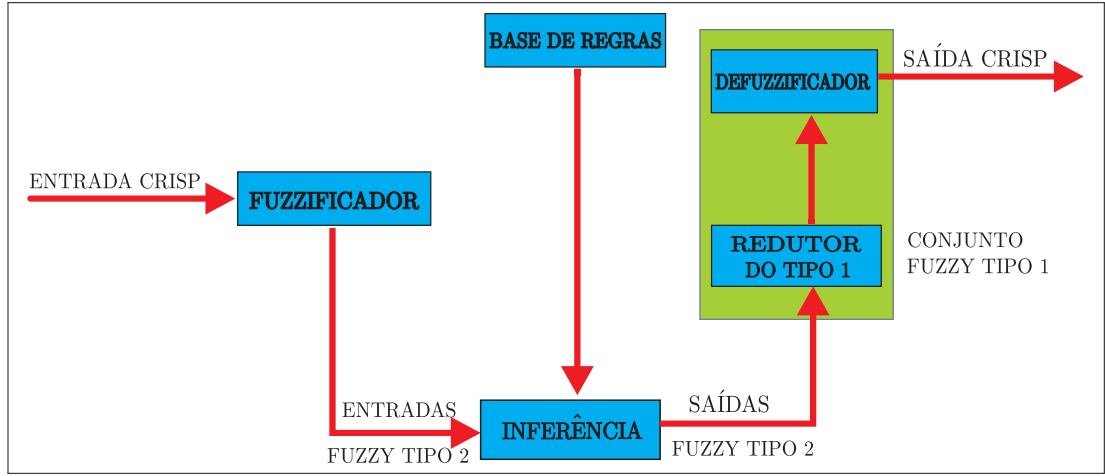 BASE DE REGRAS
DEFUZZIFICADOR
SAÍDA CRISP
ENTRADA CRISP
FUZZIFICADOR
REDUTOR
DO TIPO 1
CONJUNTO
FUZZY TIPO 1
ENTRADAS
FUZZY TIPO 2
INFERÊNCIA
SAÍDAS
FUZZY TIPO 2